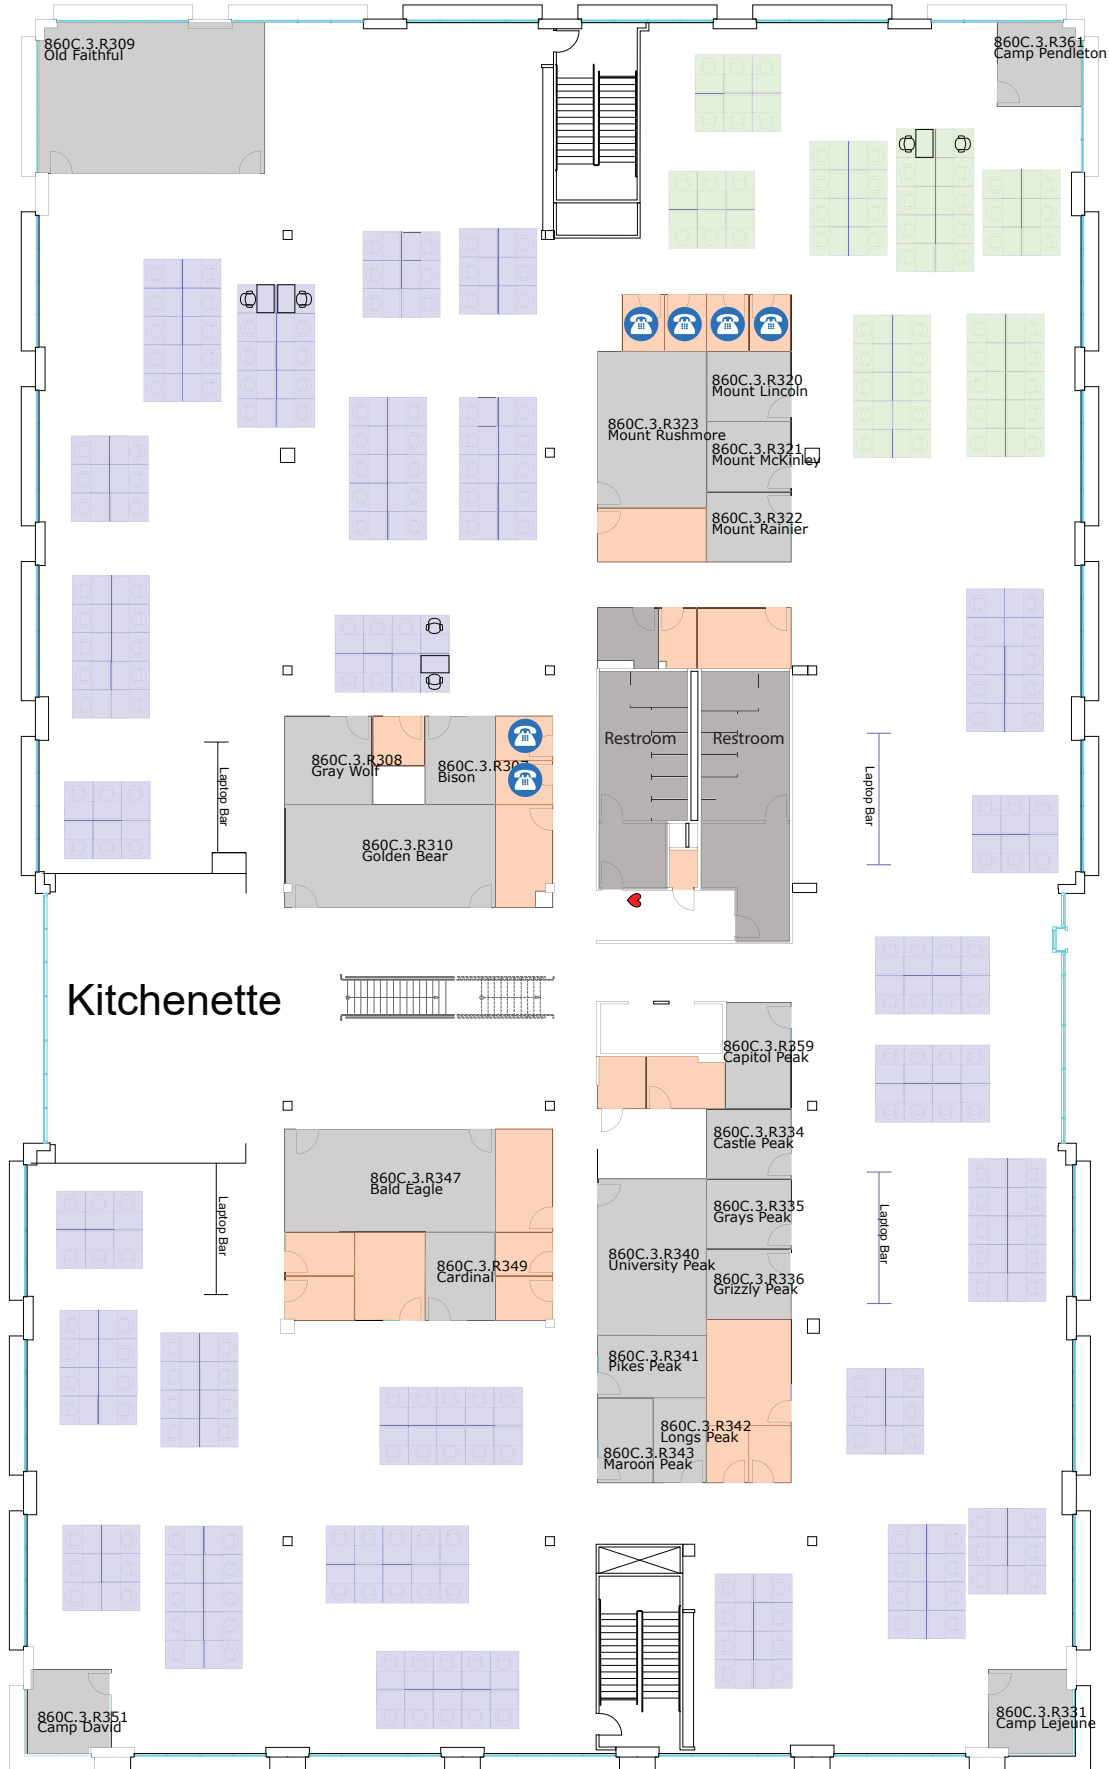 860C.3.R309
Old Faithful
860C.3.R361
Camp Pendleton
860C.3.R320
Mount Lincoln
860C.3.R323
Mount Rushmore
860C.3.R321
Mount McKinley
860C.3.R322
Mount Rainier
Restroom
Restroom
860C.3.R308
Gray Wolf
860C.3.R307
Bison
Laptop Bar
Laptop Bar
860C.3.R310
Golden Bear
Kitchenette
860C.3.R359
Capitol Peak
860C.3.R334
Castle Peak
860C.3.R347
Bald Eagle
860C.3.R335
Grays Peak
Laptop Bar
Laptop Bar
860C.3.R340
University Peak
860C.3.R349
Cardinal
860C.3.R336
Grizzly Peak
860C.3.R341
Pikes Peak
860C.3.R342
Longs Peak
860C.3.R343
Maroon Peak
860C.3.R351
Camp David
860C.3.R331
Camp Lejeune